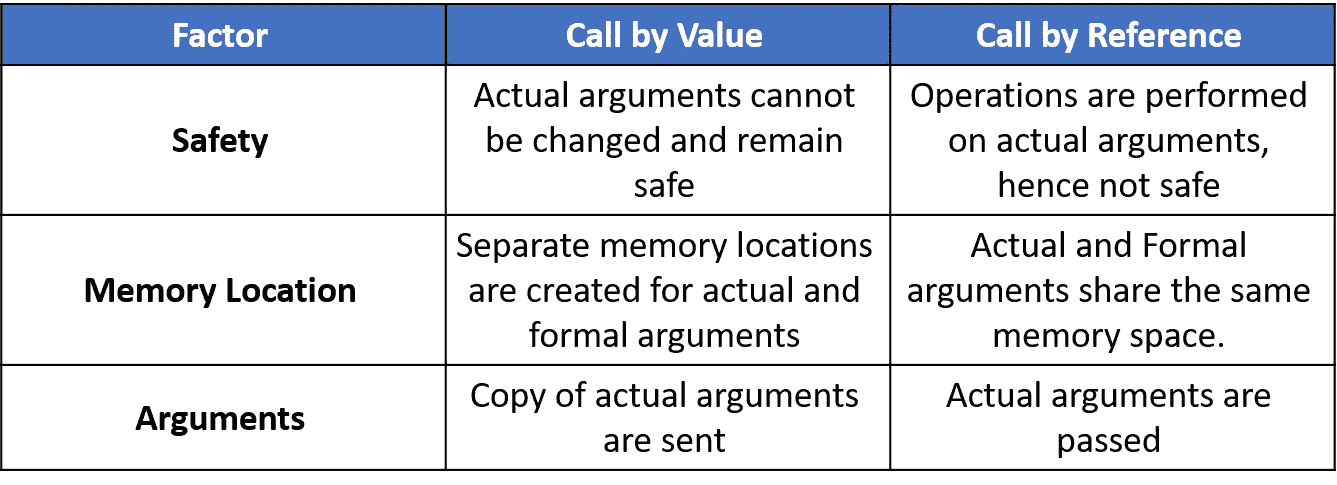 Factor
Call by Value
Call by Reference
Safety
Actual arguments cannot
be changed and remain
safe
Operations are performed
on actual arguments,
hence not safe
Memory Location
Separate memory locations
are created for actual and
formal arguments
Actual and Formal
arguments share the same
memory space.
Arguments
Copy of actual arguments
are sent
Actual arguments are
passed